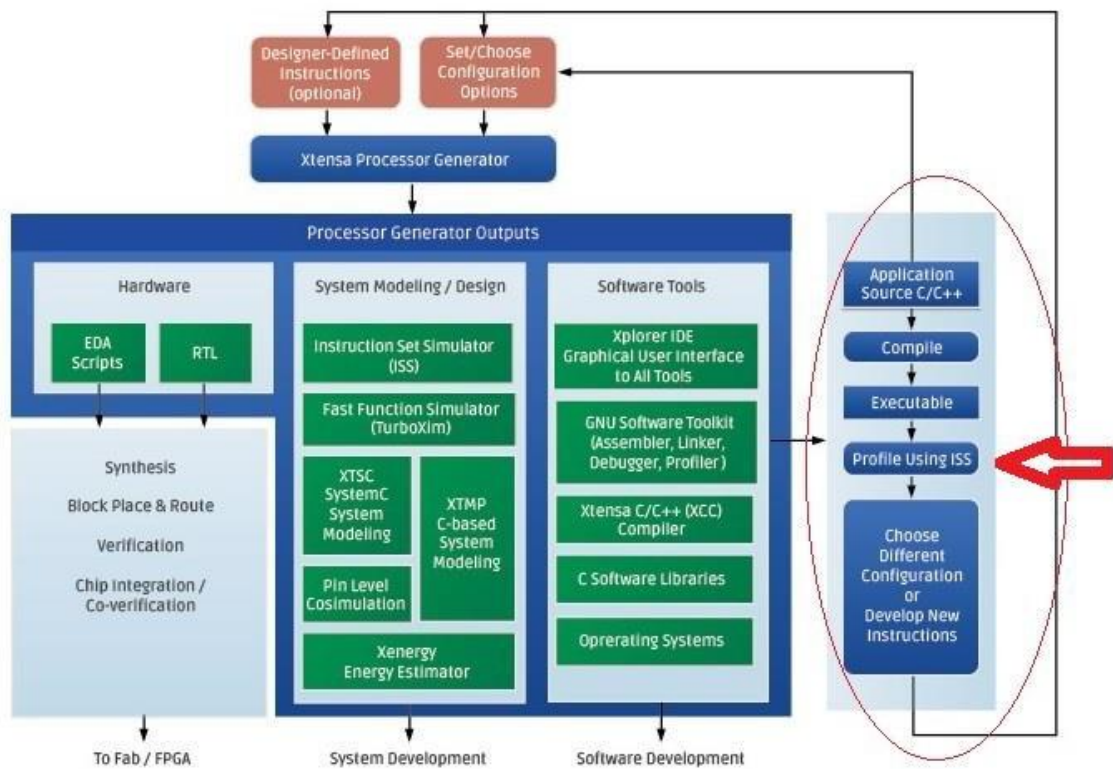 Designer-Defined
Instructions
(optional)
Set/Choose
Configuration
Options
Xtensa Processor Generator
Processor Generator Outputs
Hardware
EDA
Scripts
RTL
Synthesis
Block Place & Route
Verification
Chip Integration /
Co-verification
To Fab / FPGA
System Modeling / Design
Instruction Set Simulator
(ISS)
Fast Function Simulator
(TurboXim)
XTSC
SystemC
System
Modeling
XTMP
C-based
System
Modeling
Pin Level
Cosimulation
Xenergy
Energy Estimator
System Development
Software Tools
Xplorer IDE
Graphical User Interface
to All Tools
GNU Software Toolkit
(Assembler, Linker,
Debugger, Profiler)
Xtensa C/C++ (XCC)
Compiler
C Software Libraries
Oprerating Systems
Software Development
Application
Source C/C++
Compile
Executable
Profile Using ISS
Choose
Different
Configuration
or
Develop New
Instructions